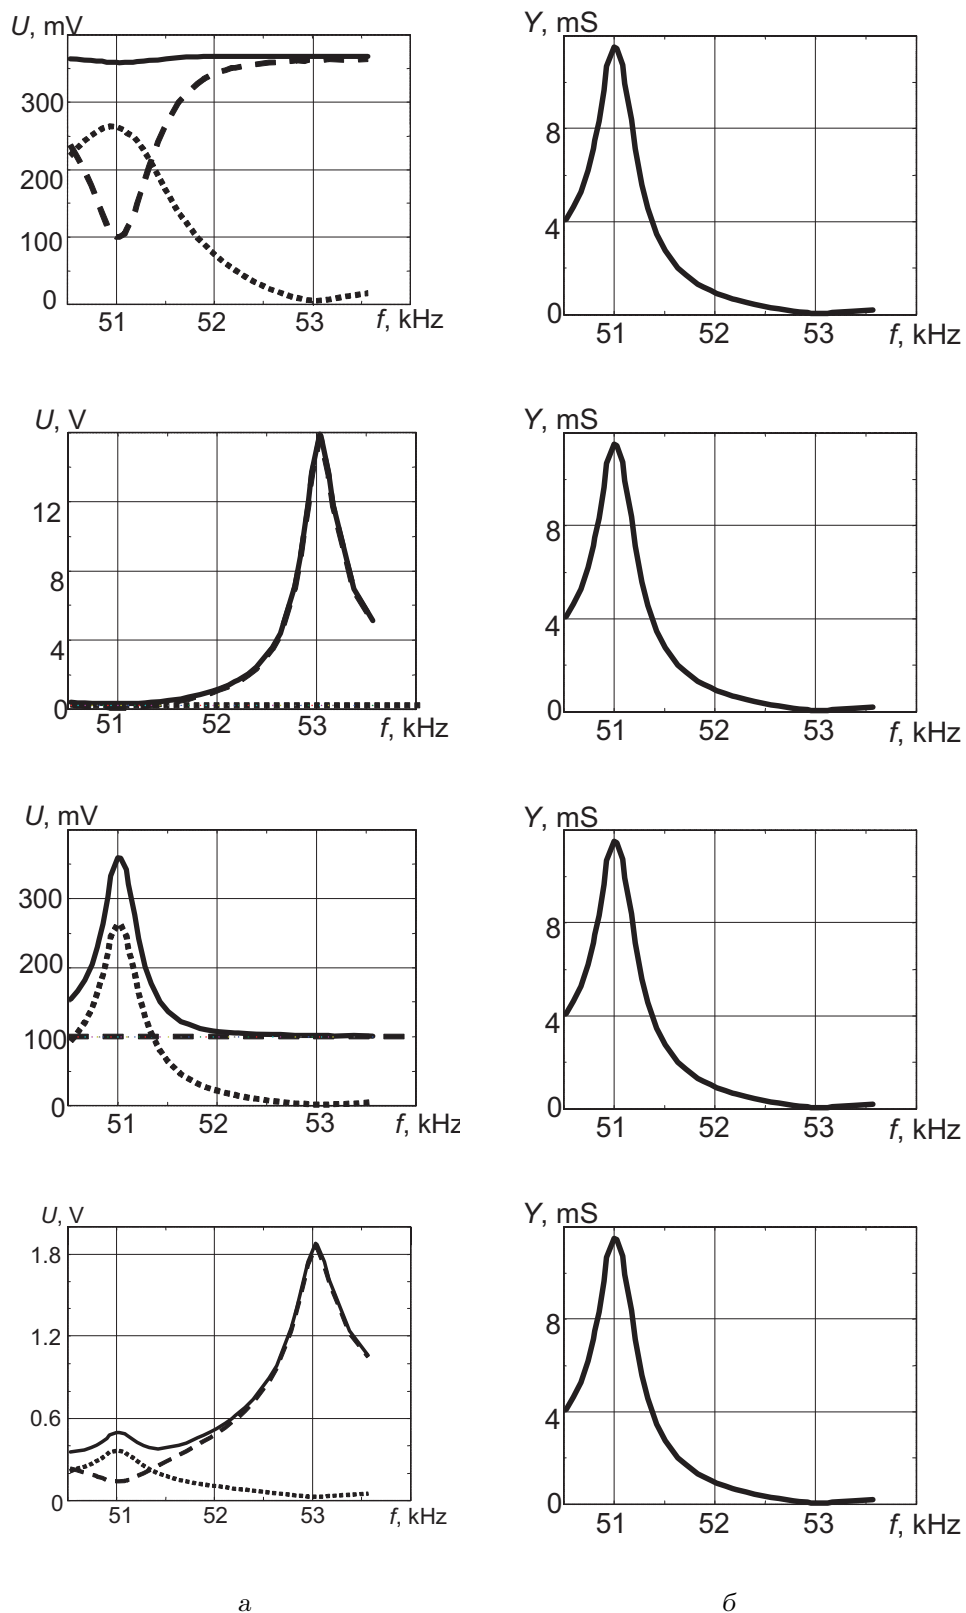 U, mV
300
200
100
0
51 52 53 f, kHz
Y, mS
8
4
0
51 52 53 f, kHz
U, V
12
8
4
0
51 52 53 f, kHz
Y, mS
8
4
0
51 52 53 f, kHz
U, mV
300
200
100
0
51 52 53 f, kHz
Y, mS
8
4
0
51 52 53 f, kHz
U, V
1.8
1.2
0.6
0
51 52 53 f, kHz
Y, mS
8
4
0
51 52 53 f, kHz
а б